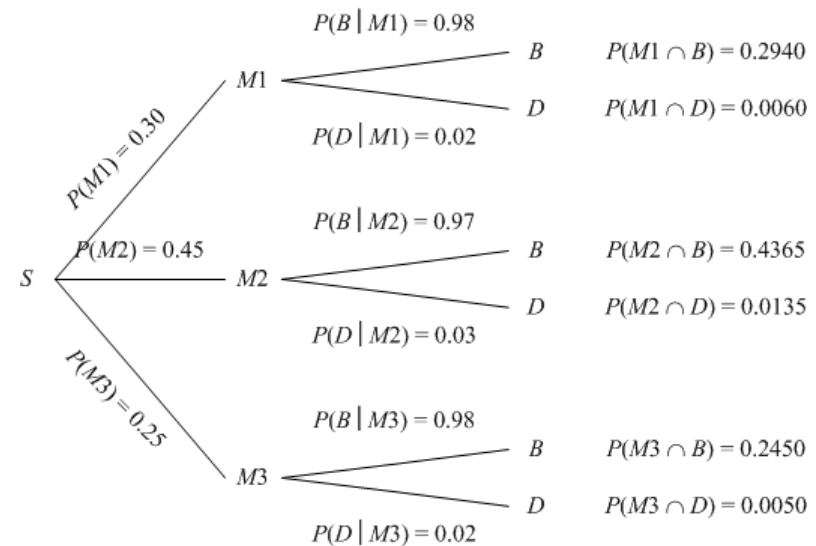 P(B | M1) = 0.98
B P(M1 ∩ B) = 0.2940
M1
D P(M1 ∩ D) = 0.0060
P(D | M1) = 0.02
P(M1) = 0.30
P(B | M2) = 0.97
P(M2) = 0.45
B P(M2 ∩ B) = 0.4365
S M2
D P(M2 ∩ D) = 0.0135
P(D | M2) = 0.03
P(M3) = 0.25
P(B | M3) = 0.98
B P(M3 ∩ B) = 0.2450
M3
D P(M3 ∩ D) = 0.0050
P(D | M3) = 0.02